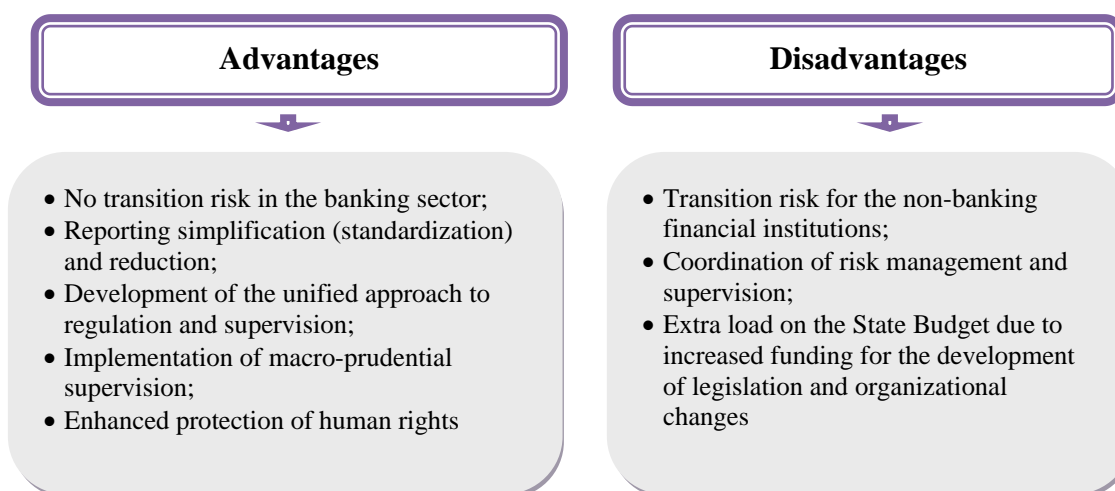 Advantages
• No transition risk in the banking sector;
• Reporting simplification (standardization)
and reduction;
• Development of the unified approach to
regulation and supervision;
• Implementation of macro-prudential
supervision;
• Enhanced protection of human rights
Disadvantages
• Transition risk for the non-banking
financial institutions;
• Coordination of risk management and
supervision;
• Extra load on the State Budget due to
increased funding for the development
of legislation and organizational
changes